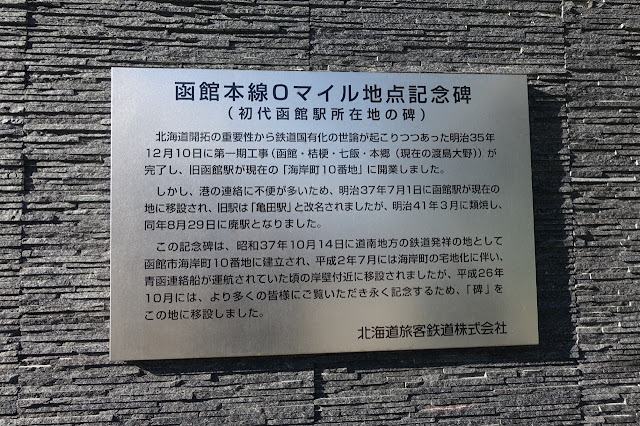 函館本線0マイル地点記念碑
(初代函館駅所在地の碑)
北海道開拓の重要性から鉄道国有化の世論が起こりつつあった明治35年
12月10日に第一期工事(函館・桔梗・七飯・本郷(現在の渡島大野))が
完了し、旧函館駅が現在の「海岸町10番地」に開業しました。
しかし、港の連絡に不便が多いため、明治37年7月1日に函館駅が現在の
地に移設され、旧駅は「亀田駅」と改名されましたが、明治41年3月に類焼し、
同年8月29日に廃駅となりました。
この記念碑は、昭和37年10月14日に道南地方の鉄道発祥の地として
函館市海岸町10番地に建立され、平成2年7月には海岸町の宅地化に伴い、
青函連絡船が運航されていた頃の岸壁付近に移設されましたが、平成26年
10月には、より多くの皆様にご覧いただき永く記念するため、「碑」を
この地に移設しました。
北海道旅客鉄道株式会社